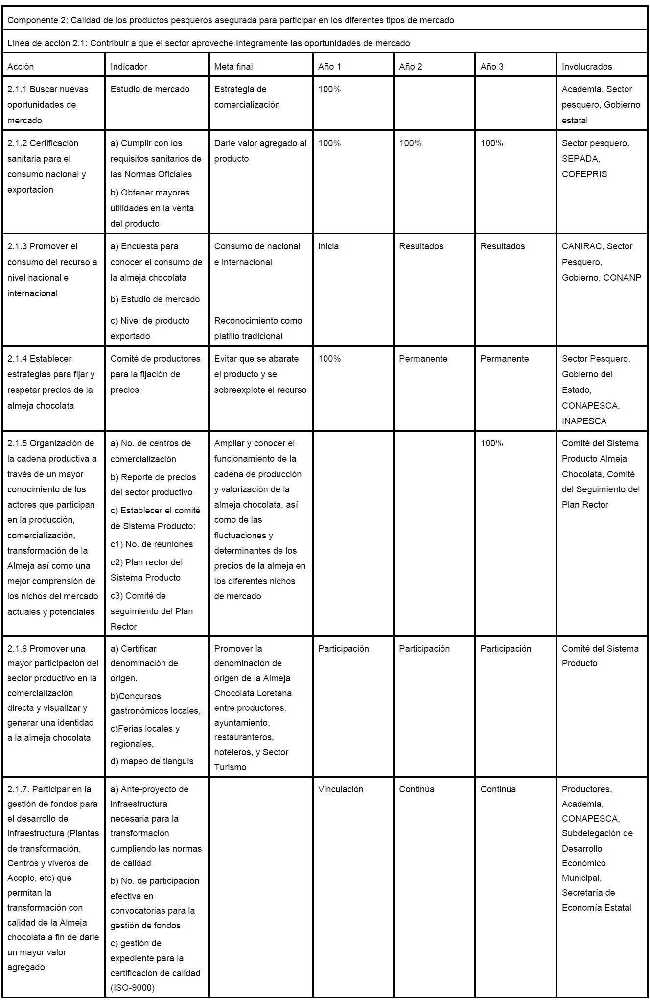 Componente 2: Calidad de los productos pesqueros asegurada para participar en los diferentes tipos de mercado
Línea de acción 2.1: Contribuir a que el sector aproveche íntegramente las oportunidades de mercado
Acción
Indicador
Meta final
Año 1
Año 2
Año 3
Involucrados
2.1.1 Buscar nuevas
oportunidades de
mercado
Estudio de mercado
Estrategia de
comercialización
100%
Academia, Sector
pesquero, Gobierno
estatal
2.1.2 Certificación
sanitaria para el
consumo nacional y
exportación
a) Cumplir con los
requisitos sanitarios de
las Normas Oficiales
b) Obtener mayores
utilidades en la venta
del producto
Darle valor agregado al
producto
100%
100%
100%
Sector pesquero,
SEPADA,
COFEPRIS
2.1.3 Promover el
consumo del recurso a
nivel nacional e
internacional
a) Encuesta para
conocer el consumo de
la almeja chocolata
b) Estudio de mercado
c) Nivel de producto
exportado
Consumo de nacional
e internacional
Reconocimiento como
platillo tradicional
Inicia
Resultados
Resultados
CANIRAC, Sector
Pesquero,
Gobierno, CONANP
2.1.4 Establecer
estrategias para fijar y
respetar precios de la
almeja chocolata
Comité de productores
para la fijación de
precios
Evitar que se abarate
el producto y se
sobreexplote el recurso
100%
Permanente
Permanente
Sector Pesquero,
Gobierno del
Estado,
CONAPESCA,
INAPESCA
2.1.5 Organización de
la cadena productiva a
través de un mayor
conocimiento de los
actores que participan
en la producción,
comercialización,
transformación de la
Almeja así como una
mejor comprensión de
los nichos del mercado
actuales y potenciales
a) No. de centros de
comercialización
b) Reporte de precios
del sector productivo
c) Establecer el comité
de Sistema Producto:
c1) No. de reuniones
c2) Plan rector del
Sistema Producto
c3) Comité de
seguimiento del Plan
Rector
Ampliar y conocer el
funcionamiento de la
cadena de producción
y valorización de la
almeja chocolata, así
como de las
fluctuaciones y
determinantes de los
precios de la almeja en
los diferentes nichos
de mercado
100%
Comité del Sistema
Producto Almeja
Chocolata, Comité
del Seguimiento del
Plan Rector
2.1.6 Promover una
mayor participación del
sector productivo en la
comercialización
directa y visualizar y
generar una identidad
a la almeja chocolata
a) Certificar
denominación de
origen,
b)Concursos
gastronómicos locales,
c)Ferias locales y
regionales,
d) mapeo de tianguis
Promover la
denominación de
origen de la Almeja
Chocolata Loretana
entre productores,
ayuntamiento,
restauranteros,
hoteleros, y Sector
Turismo
Participación
Participación
Participación
Comité del Sistema
Producto
2.1.7. Participar en la
gestión de fondos para
el desarrollo de
infraestructura (Plantas
de transformación,
Centros y viveros de
Acopio, etc) que
permitan la
transformación con
calidad de la Almeja
chocolata a fin de darle
un mayor valor
agregado
a) Ante-proyecto de
infraestructura
necesaria para la
transformación
cumpliendo las normas
de calidad
b) No. de participación
efectiva en
convocatorias para la
gestión de fondos
c) gestión de
expediente para la
certificación de calidad
(ISO-9000)
Vinculación
Continúa
Continúa
Productores,
Academia,
CONAPESCA,
Subdelegación de
Desarrollo
Económico
Municipal,
Secretaría de
Economía Estatal